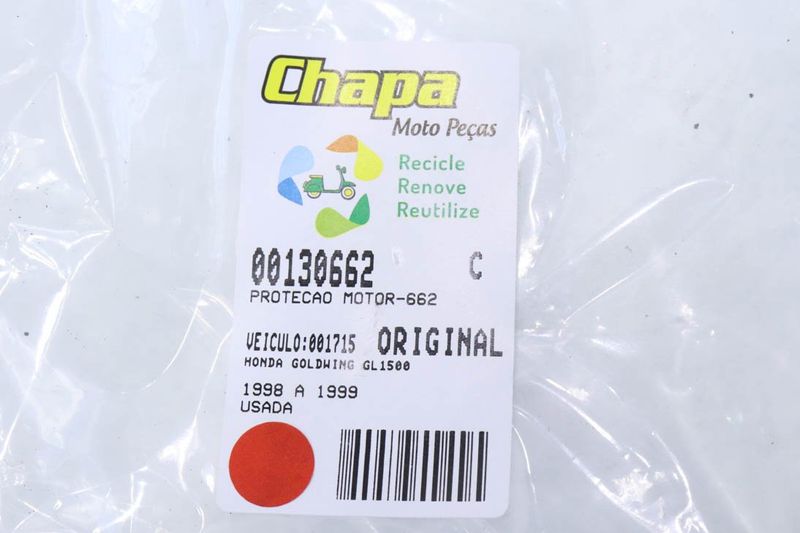 Chapa
Moto Peças
Recicle
Renove
Reutilize
00130662 C
PROTECAO MOTOR-662
VEICULO:001715 ORIGINAL
HONDA GOLDWING GL1500
1998 A 1999
USADA